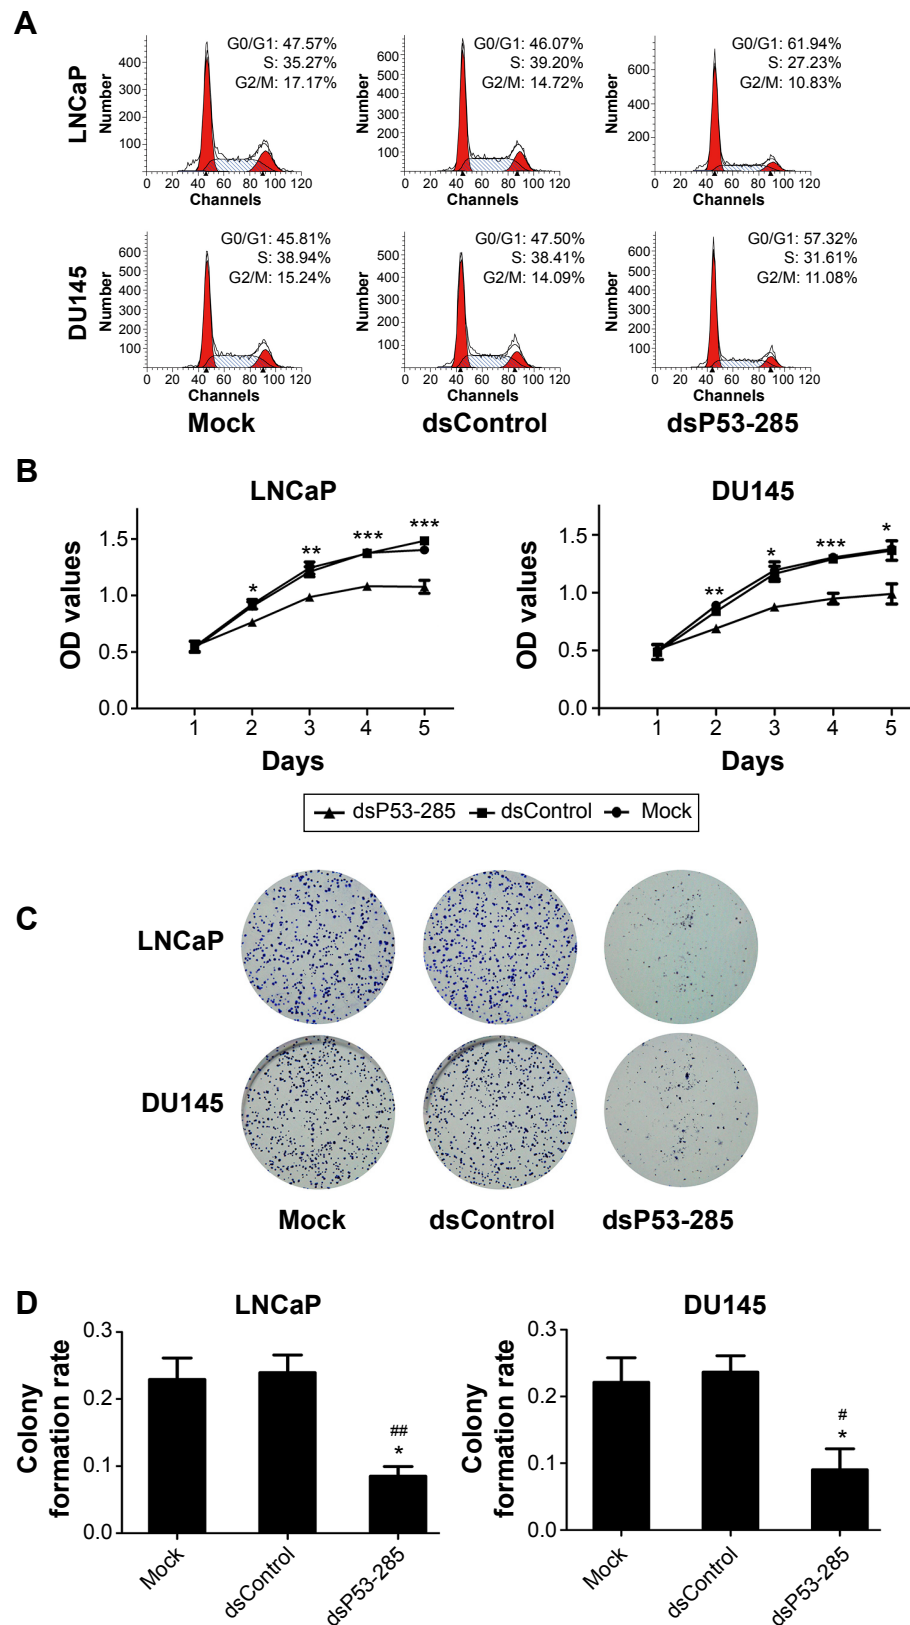 A
LNCaP
Number
400
300
200
100
G0/G1: 47.57%
S: 35.27%
G2/M: 17.17%
0 20 40 60 80 100 120
Channels
Number
600
500
400
300
200
100
G0/G1: 46.07%
S: 39.20%
G2/M: 14.72%
0 20 40 60 80 100 120
Channels
Number
600
400
200
G0/G1: 61.94%
S: 27.23%
G2/M: 10.83%
0 20 40 60 80 100 120
Channels
DU145
Number
600
500
400
300
200
100
G0/G1: 45.81%
S: 38.94%
G2/M: 15.24%
0 20 40 60 80 100 120
Channels
Number
500
400
300
200
100
G0/G1: 47.50%
S: 38.41%
G2/M: 14.09%
0 20 40 60 80 100 120
Channels
Number
600
500
400
300
200
100
G0/G1: 57.32%
S: 31.61%
G2/M: 11.08%
0 20 40 60 80 100 120
Channels
Mock dsControl dsP53-285
B
LNCaP
OD values
1.5
1.0
0.5
0.0
* ** *** ***
1 2 3 4 5
Days
DU145
OD values
1.5
1.0
0.5
0.0
** * *** *
1 2 3 4 5
Days
dsP53-285 dsControl Mock
C
LNCaP
DU145
Mock dsControl dsP53-285
D
LNCaP
Colony
formation rate
0.3
0.2
0.1
0.0
##
*
Mock dsControl dsP53-285
DU145
Colony
formation rate
0.3
0.2
0.1
0.0
#
*
Mock dsControl dsP53-285